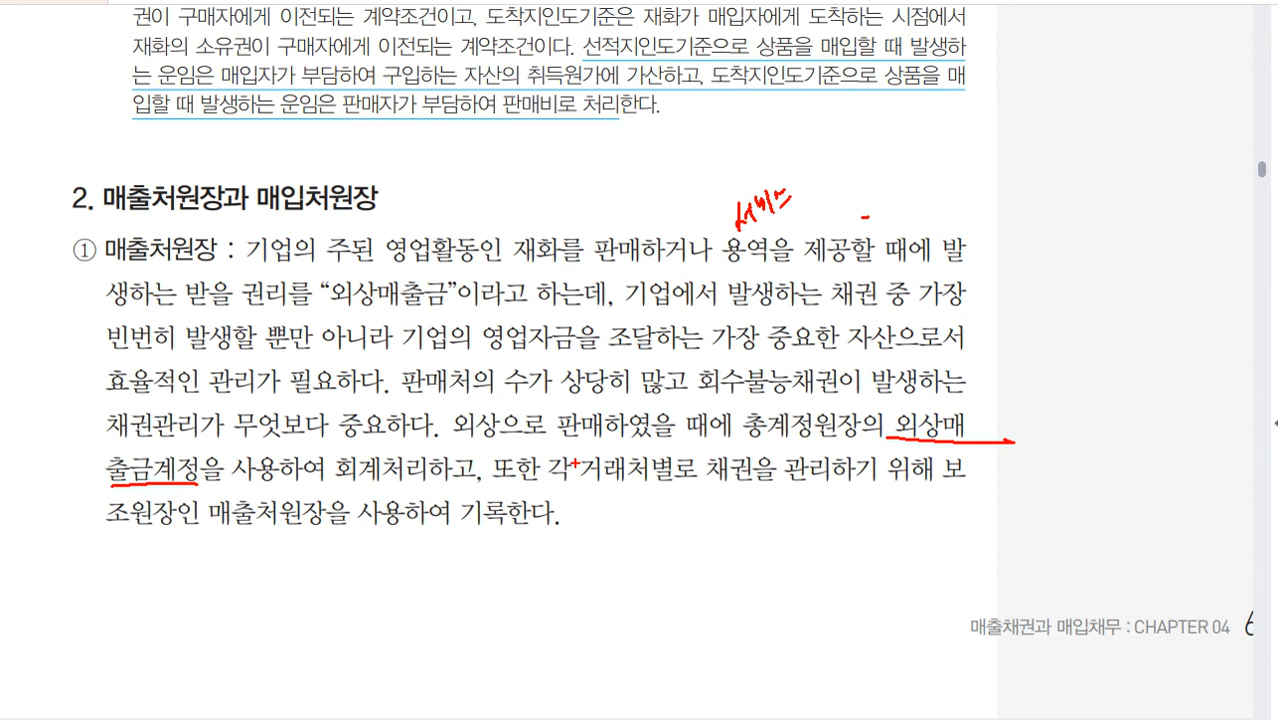 권이 구매자에게 이전되는 계약조건이고, 도착지인도기준은 재화가 매입자에게 도착하는 시점에서
재화의 소유권이 구매자에게 이전되는 계약조건이다. 선적지인도기준으로 상품을 매입할 때 발생하
는 운임은 매입자가 부담하여 구입하는 자산의 취득원가에 가산하고, 도착지인도기준으로 상품을 매
입할 때 발생하는 운임은 판매자가 부담하여 판매비로 처리한다.
2. 매출처원장과 매입처원장
서비스
① 매출처원장 : 기업의 주된 영업활동인 재화를 판매하거나 용역을 제공할 때에 발
생하는 받을 권리를 “외상매출금”이라고 하는데, 기업에서 발생하는 채권 중 가장
빈번히 발생할 뿐만 아니라 기업의 영업자금을 조달하는 가장 중요한 자산으로서
효율적인 관리가 필요하다. 판매처의 수가 상당히 많고 회수불능채권이 발생하는
채권관리가 무엇보다 중요하다. 외상으로 판매하였을 때에 총계정원장의 외상매
출금계정을 사용하여 회계처리하고, 또한 각 거래처별로 채권을 관리하기 위해 보
조원장인 매출처원장을 사용하여 기록한다.
매출채권과 매입채무 : CHAPTER 04